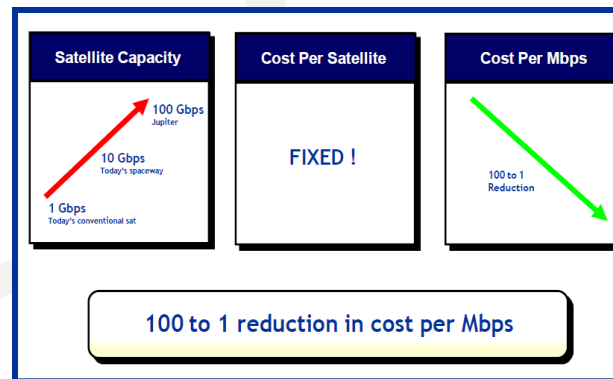 Satellite Capacity
100 Gbps
Jupiter
10 Gbps
Today's spaceway
1 Gbps
Today's conventional sat
Cost Per Satellite
FIXED !
Cost Per Mbps
100 to 1
Reduction
100 to 1 reduction in cost per Mbps